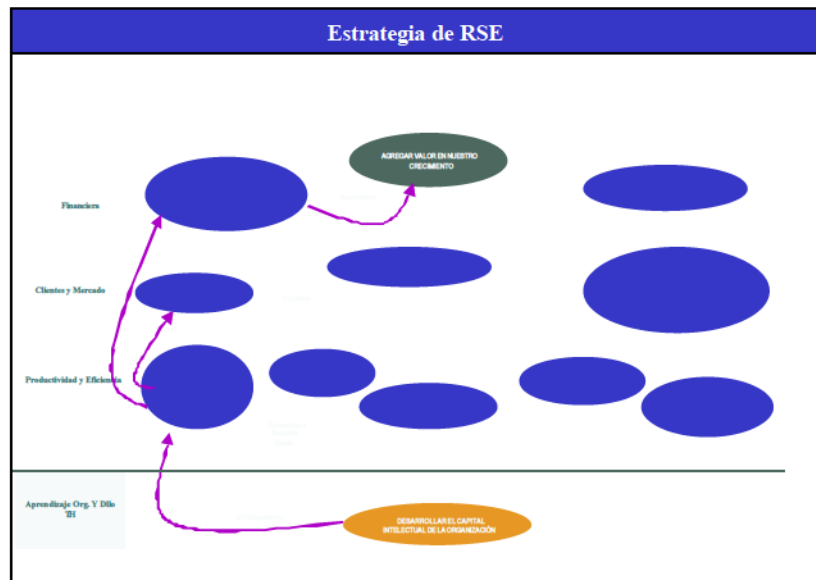 Estrategia de RSE
AGREGAR VALOR EN NUESTRO
CRECIMIENTO
Financiera
Clientes y Mercado
Productividad y Eficiencia
Aprendizaje Org. Y Dllo
TH
DESARROLLAR EL CAPITAL
INTELECTUAL DE LA ORGANIZACIÓN